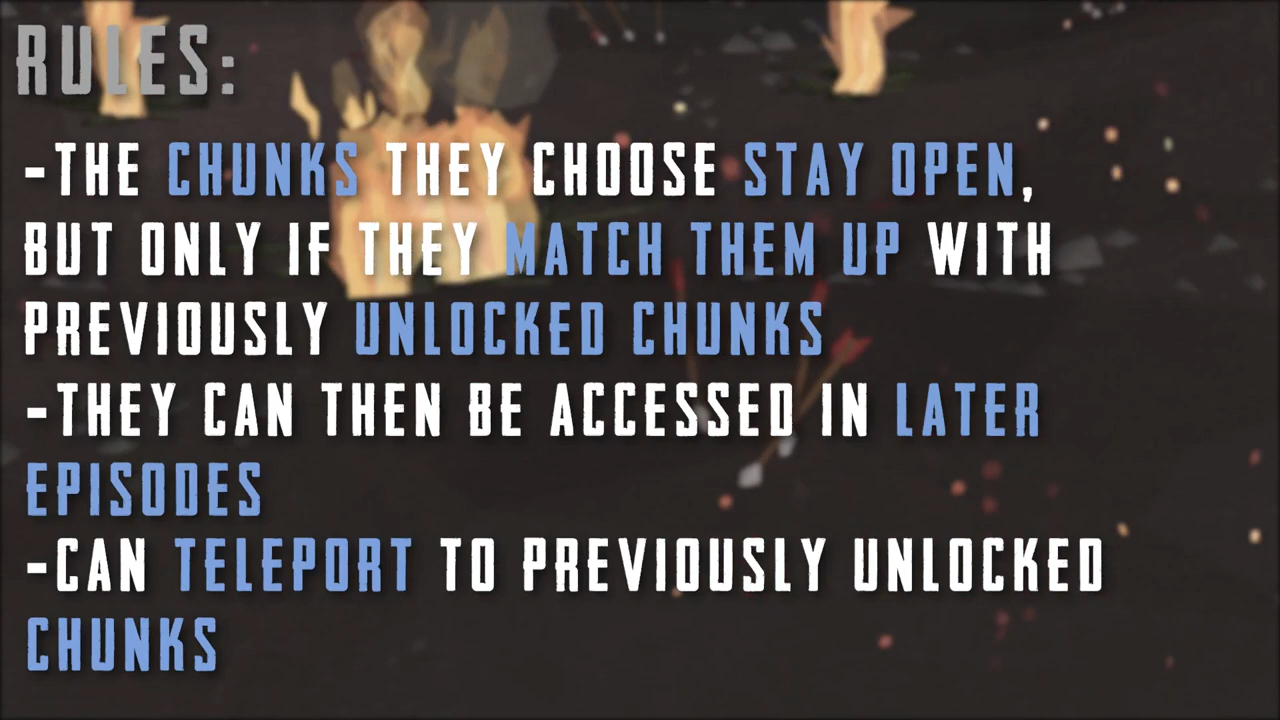 RULES:
-THE CHUNKS THEY CHOOSE STAY OPEN,
BUT ONLY IF THEY MATCH THEM UP WITH
PREVIOUSLY UNLOCKED CHUNKS
-THEY CAN THEN BE ACCESSED IN LATER
EPISODES
-CAN TELEPORT TO PREVIOUSLY UNLOCKED
CHUNKS